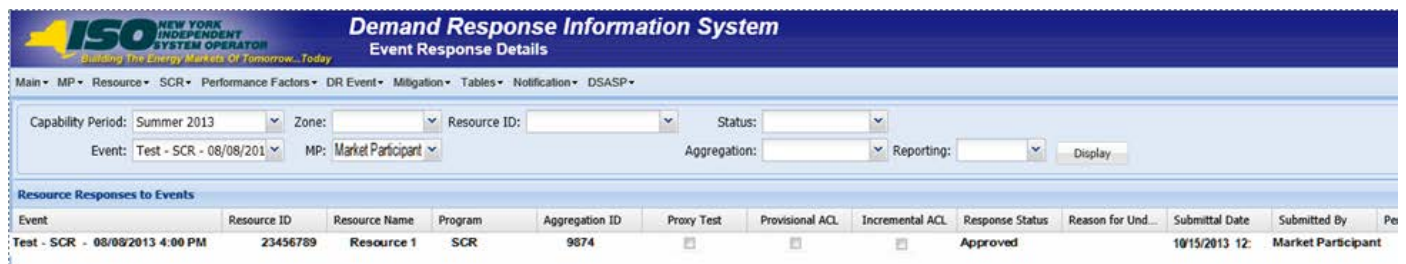 ISO NEW YORK INDEPENDENT SYSTEM OPERATOR
Building The Energy Markets Of Tomorrow...Today
Demand Response Information System
Event Response Details
Main MP Resource SCR Performance Factors DR Event Mitigation Tables Notification DSASP
Capability Period: Summer 2013 Zone: Resource ID: Status:
Event: Test - SCR - 08/08/201 MP: Market Participant Aggregation: Reporting: Display
Resource Responses to Events
Event Resource ID Resource Name Program Aggregation ID Proxy Test Provisional ACL Incremental ACL Response Status Reason for Und... Submittal Date Submitted By Pe
Test - SCR - 08/08/2013 4:00 PM 23456789 Resource 1 SCR 9874 Approved 10/15/2013 12: Market Participant